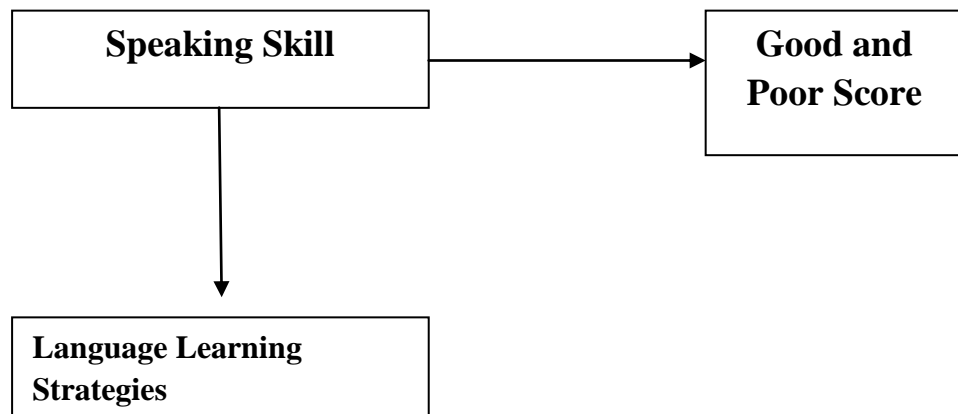 Speaking Skill
Good and
Poor Score
Language Learning
Strategies